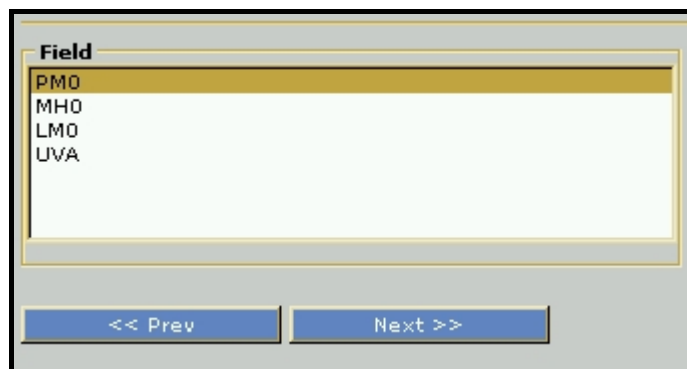 Field
PM0
MH0
LM0
UVA
<< Prev
Next >>